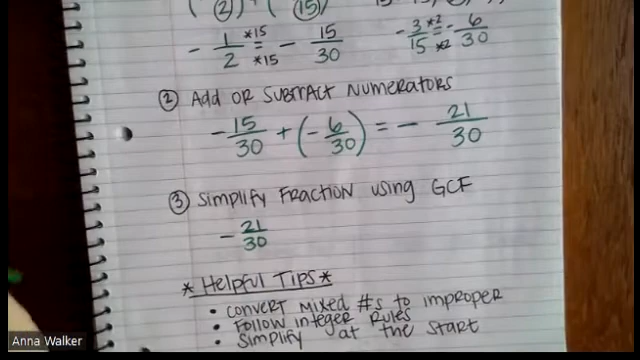 (2) + (15)
- 1/2 *15 = *15 - 15/30 - 3/15 *2 = *2 - 6/30
② Add OR SUBTRACT NUMERATORS
- 15/30 + (- 6/30) = - 21/30
③ SIMPLIFY FRACTION USING GCF
- 21/30
* HELPFUL TIPS *
• CONVERT MIXED #s TO IMPROPER
• FOLLOW INTEGER RULES
• SIMPLIFY AT THE START
Anna Walker